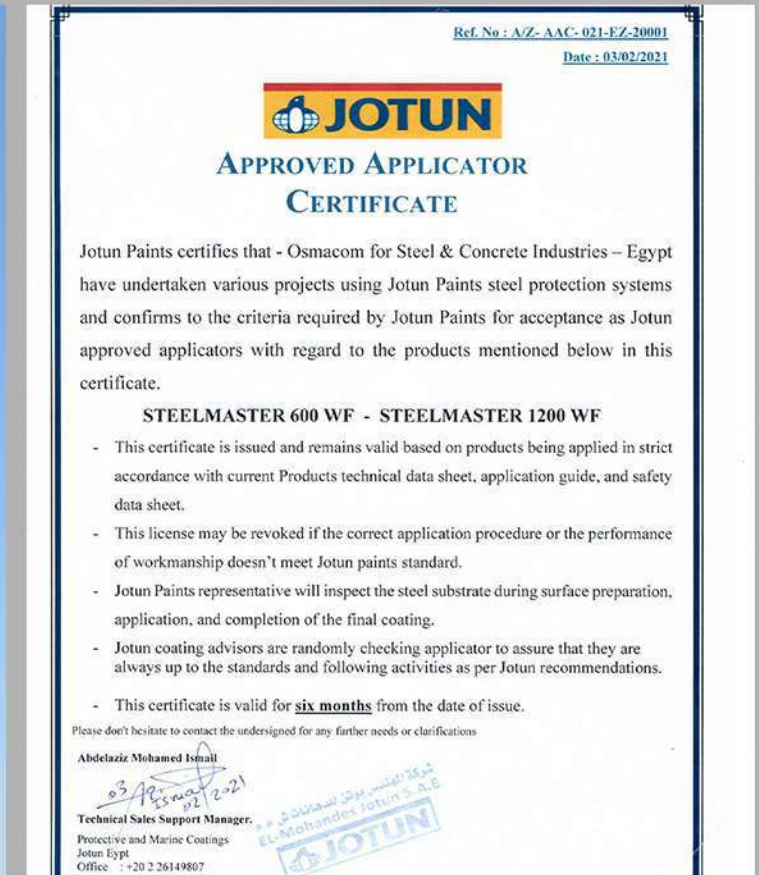 Ref. No : A/Z- AAC- 021-EZ-20001
Date : 03/02/2021
JOTUN
APPROVED APPLICATOR
CERTIFICATE
Jotun Paints certifies that - Osmacom for Steel & Concrete Industries – Egypt
have undertaken various projects using Jotun Paints steel protection systems
and confirms to the criteria required by Jotun Paints for acceptance as Jotun
approved applicators with regard to the products mentioned below in this
certificate.
STEELMASTER 600 WF - STEELMASTER 1200 WF
- This certificate is issued and remains valid based on products being applied in strict
accordance with current Products technical data sheet, application guide, and safety
data sheet.
- This license may be revoked if the correct application procedure or the performance
of workmanship doesn't meet Jotun paints standard.
- Jotun Paints representative will inspect the steel substrate during surface preparation,
application, and completion of the final coating.
- Jotun coating advisors are randomly checking applicator to assure that they are
always up to the standards and following activities as per Jotun recommendations.
- This certificate is valid for six months from the date of issue.
Please don't hesitate to contact the undersigned for any further needs or clarifications
Abdelaziz Mohamed Ismail
03
Ismail
02/2021
Technical Sales Support Manager.
Protective and Marine Coatings
Jotun Eypt
Office : +20 2 26149807
شركة المهندس يوتن للدهانات ش م م
EL-Mohandes Jotun S.A.E
JOTUN